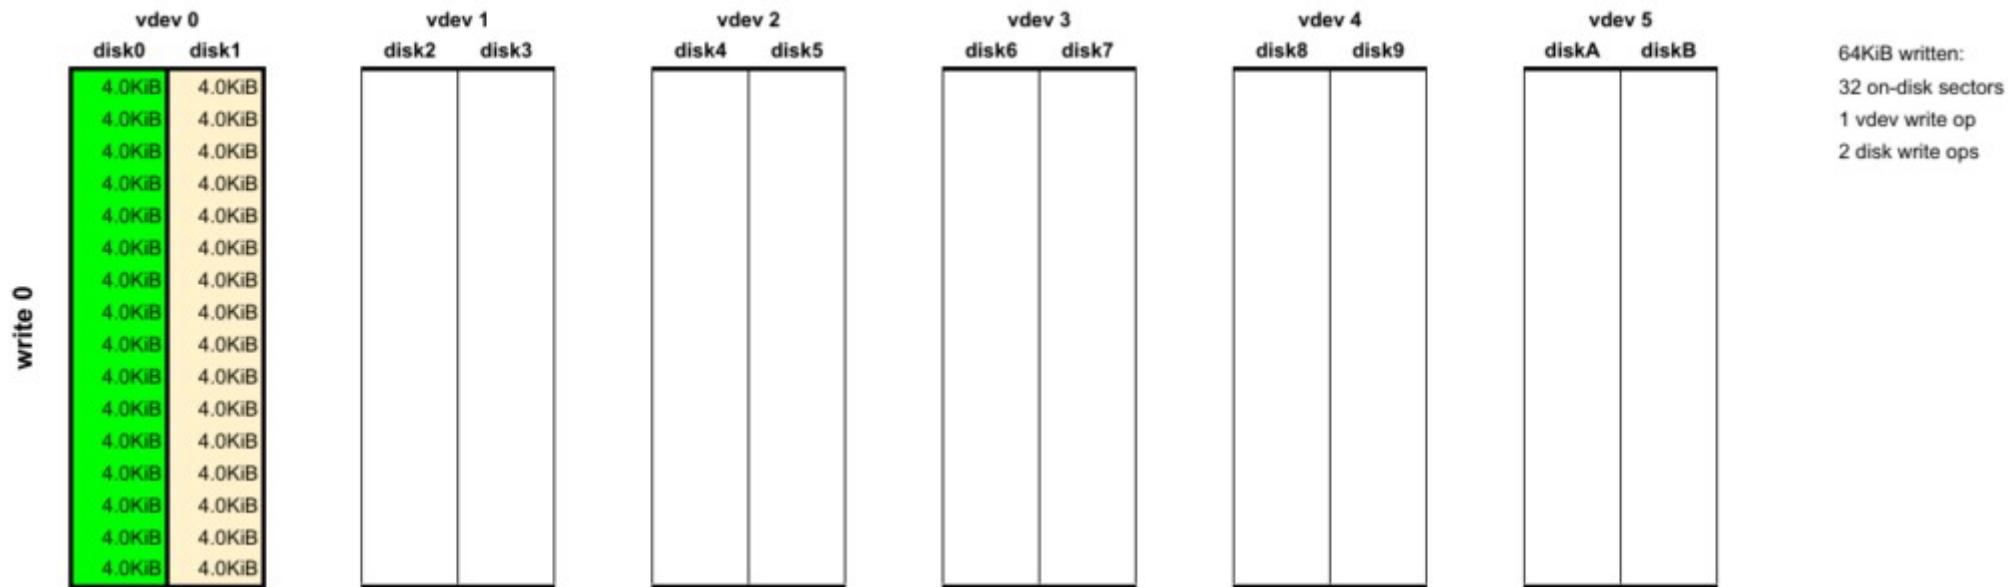 vdev 0 vdev 1 vdev 2 vdev 3 vdev 4 vdev 5
disk0 disk1 disk2 disk3 disk4 disk5 disk6 disk7 disk8 disk9 diskA diskB
64KiB written:
4.0KiB 4.0KiB 32 on-disk sectors
4.0KiB 4.0KiB 1 vdev write op
4.0KiB 4.0KiB 2 disk write ops
4.0KiB 4.0KiB
4.0KiB 4.0KiB
4.0KiB 4.0KiB
4.0KiB 4.0KiB
4.0KiB 4.0KiB
4.0KiB 4.0KiB
4.0KiB 4.0KiB
4.0KiB 4.0KiB
4.0KiB 4.0KiB
4.0KiB 4.0KiB
4.0KiB 4.0KiB
4.0KiB 4.0KiB
4.0KiB 4.0KiB
write 0